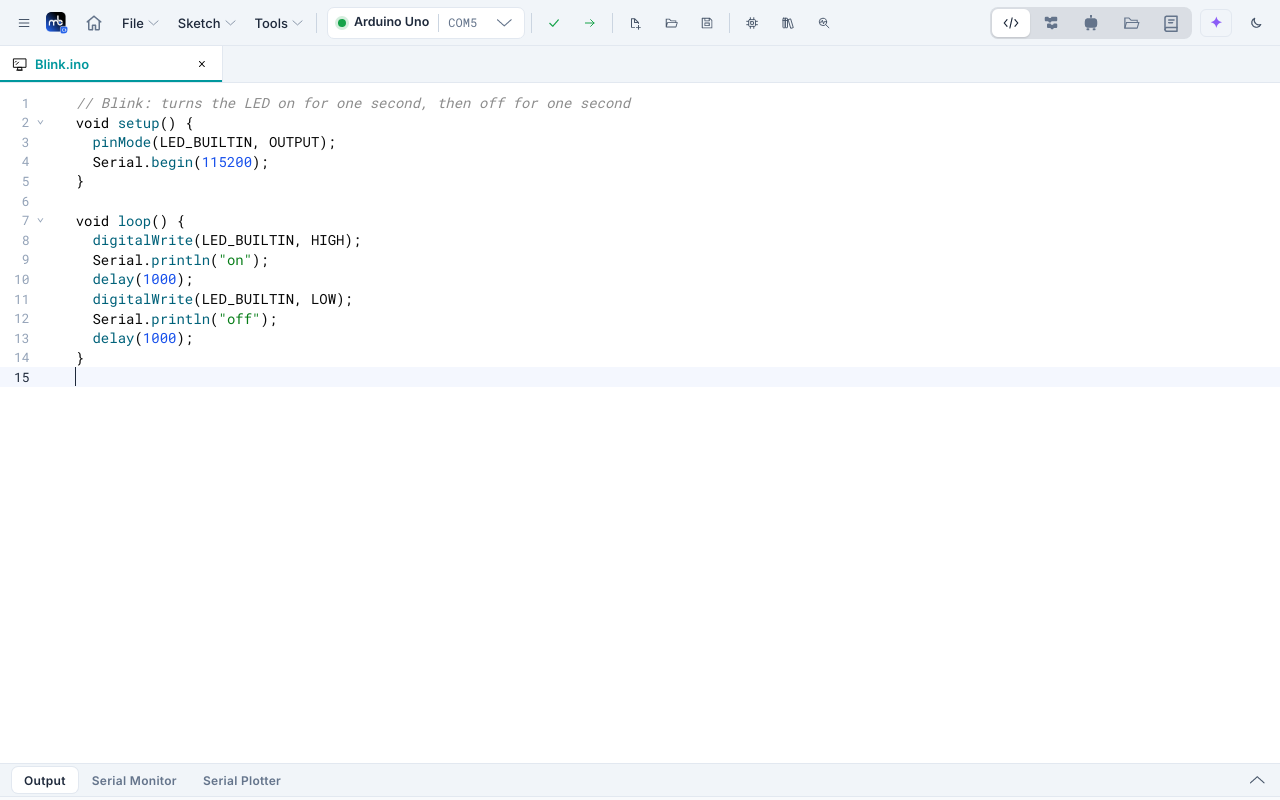 File Sketch Tools Arduino Uno COM5
Blink.ino ×
1 // Blink: turns the LED on for one second, then off for one second
2 void setup() {
3   pinMode(LED_BUILTIN, OUTPUT);
4   Serial.begin(115200);
5 }
6
7 void loop() {
8   digitalWrite(LED_BUILTIN, HIGH);
9   Serial.println("on");
10   delay(1000);
11   digitalWrite(LED_BUILTIN, LOW);
12   Serial.println("off");
13   delay(1000);
14 }
15
Output Serial Monitor Serial Plotter